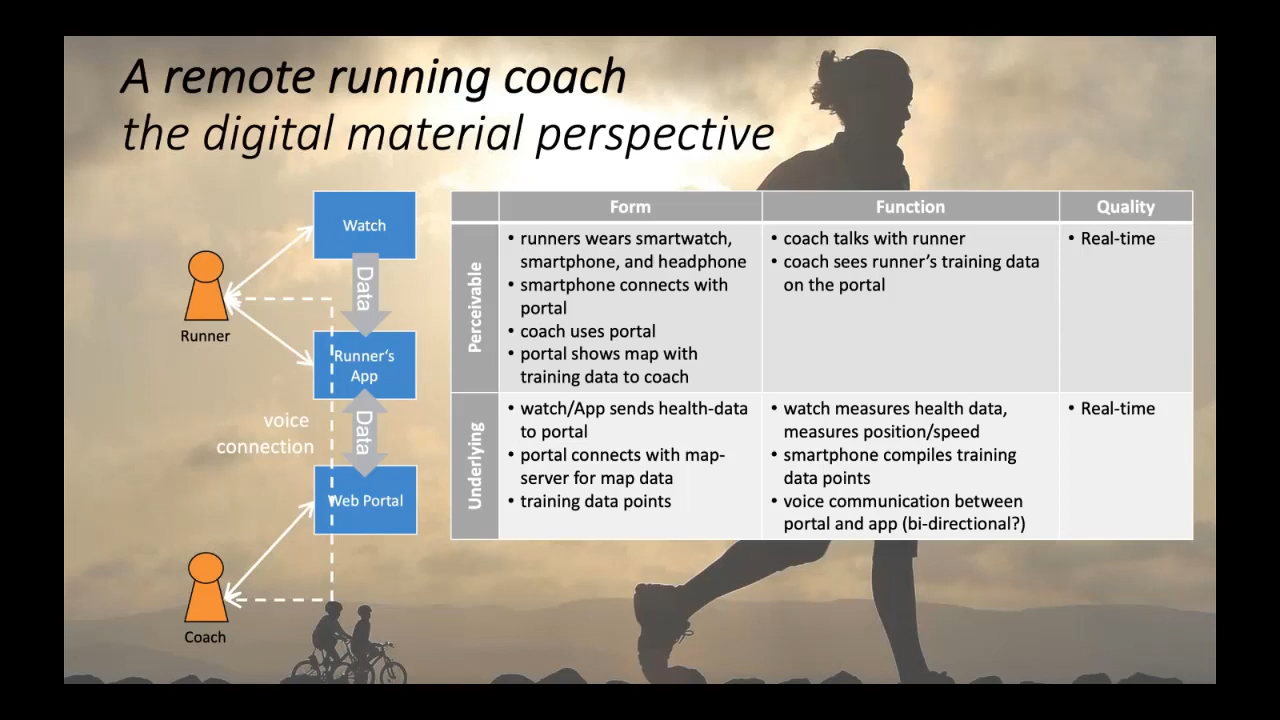 A remote running coach
the digital material perspective
Watch
Data
Runner
Runner‘s
App
voice
connection
Data
Web Portal
Coach
Form
Function
Quality
Perceivable
• runners wears smartwatch,
smartphone, and headphone
• smartphone connects with
portal
• coach uses portal
• portal shows map with
training data to coach
• coach talks with runner
• coach sees runner’s training data
on the portal
• Real-time
Underlying
• watch/App sends health-data
to portal
• portal connects with map-
server for map data
• training data points
• watch measures health data,
measures position/speed
• smartphone compiles training
data points
• voice communication between
portal and app (bi-directional?)
• Real-time